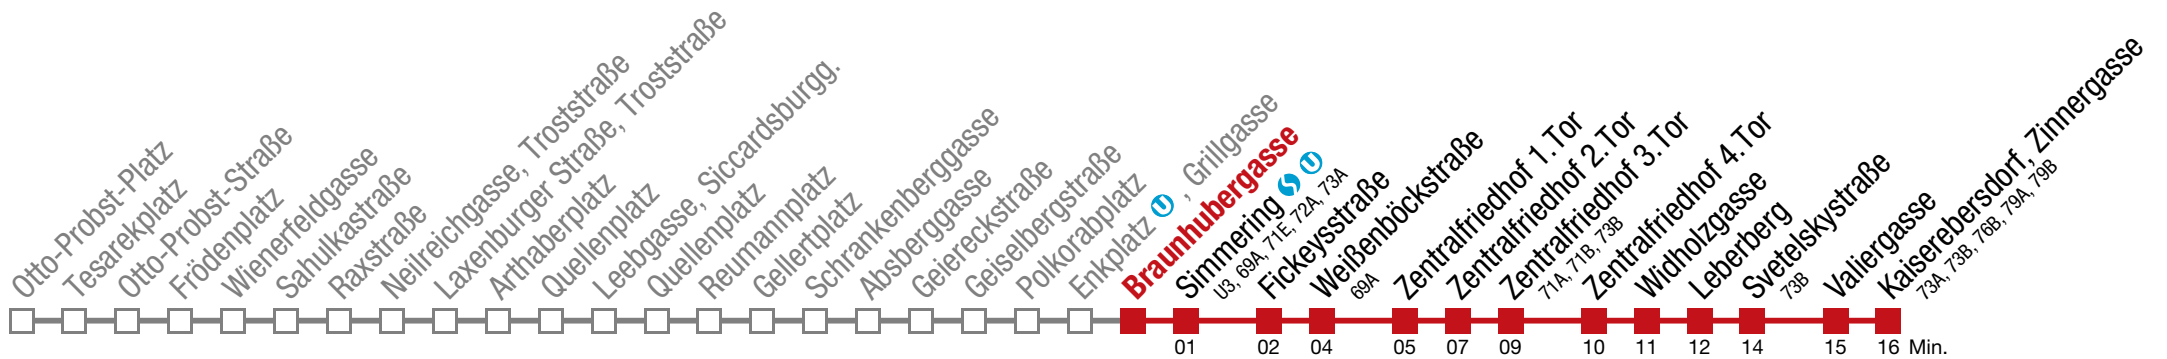 Otto-Probst-Platz
Tesarekplatz
Otto-Probst-Straße
Frödenplatz
Wienerfeldgasse
Sahulkastraße
Raxstraße
Neilreichgasse, Troststraße
Laxenburger Straße, Troststraße
Arthaberplatz
Quellenplatz
Leebgasse, Siccardsburgg.
Quellenplatz
Reumannplatz
Gellertplatz
Schrankenberggasse
Absberggasse
Geiereckstraße
Geiselbergstraße
Polkorabplatz
Enkplatz U , Grillgasse
Braunhubergasse
Simmering S U
U3, 69A, 71E, 72A, 73A
Fickeysstraße
Weißenböckstraße
69A
Zentralfriedhof 1.Tor
Zentralfriedhof 2.Tor
Zentralfriedhof 3.Tor
71A, 71B, 73B
Zentralfriedhof 4.Tor
Widholzgasse
Leberberg
Svetelskystraße
73B
Valiergasse
Kaiserebersdorf, Zinnergasse
73A, 73B, 76B, 79A, 79B
01 02 04 05 07 09 10 11 12 14 15 16 Min.